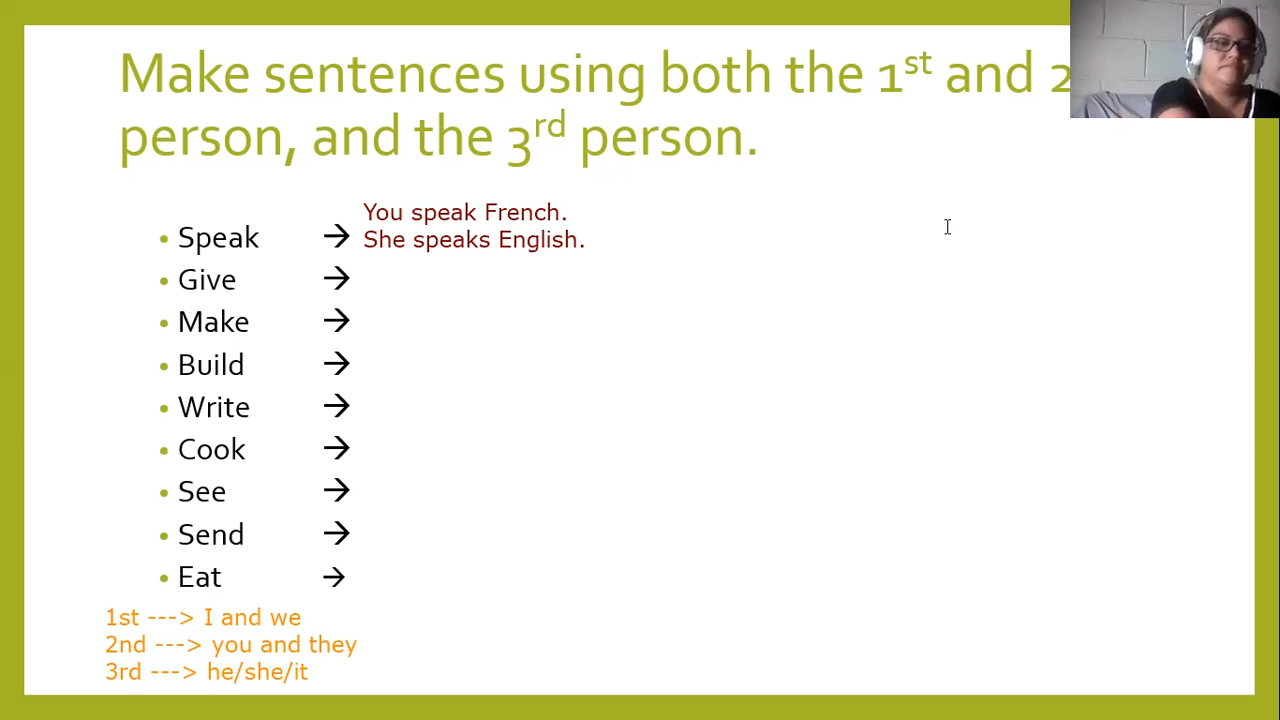 Make sentences using both the 1st and 2
person, and the 3rd person.
You speak French.
• Speak →
She speaks English.
• Give →
• Make →
• Build →
• Write →
• Cook →
• See →
• Send →
• Eat →
1st ---> I and we
2nd ---> you and they
3rd ---> he/she/it